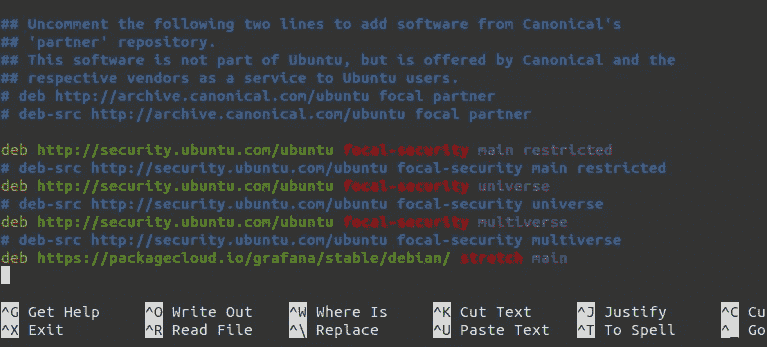 ## Uncomment the following two lines to add software from Canonical's
## 'partner' repository.
## This software is not part of Ubuntu, but is offered by Canonical and the
## respective vendors as a service to Ubuntu users.
# deb http://archive.canonical.com/ubuntu focal partner
# deb-src http://archive.canonical.com/ubuntu focal partner
deb http://security.ubuntu.com/ubuntu focal-security main restricted
# deb-src http://security.ubuntu.com/ubuntu focal-security main restricted
deb http://security.ubuntu.com/ubuntu focal-security universe
# deb-src http://security.ubuntu.com/ubuntu focal-security universe
deb http://security.ubuntu.com/ubuntu focal-security multiverse
# deb-src http://security.ubuntu.com/ubuntu focal-security multiverse
deb https://packagecloud.io/grafana/stable/debian/ stretch main
^G Get Help ^O Write Out ^W Where Is ^K Cut Text ^J Justify ^C Cu
^X Exit ^R Read File ^\ Replace ^U Paste Text ^T To Spell ^_ Go